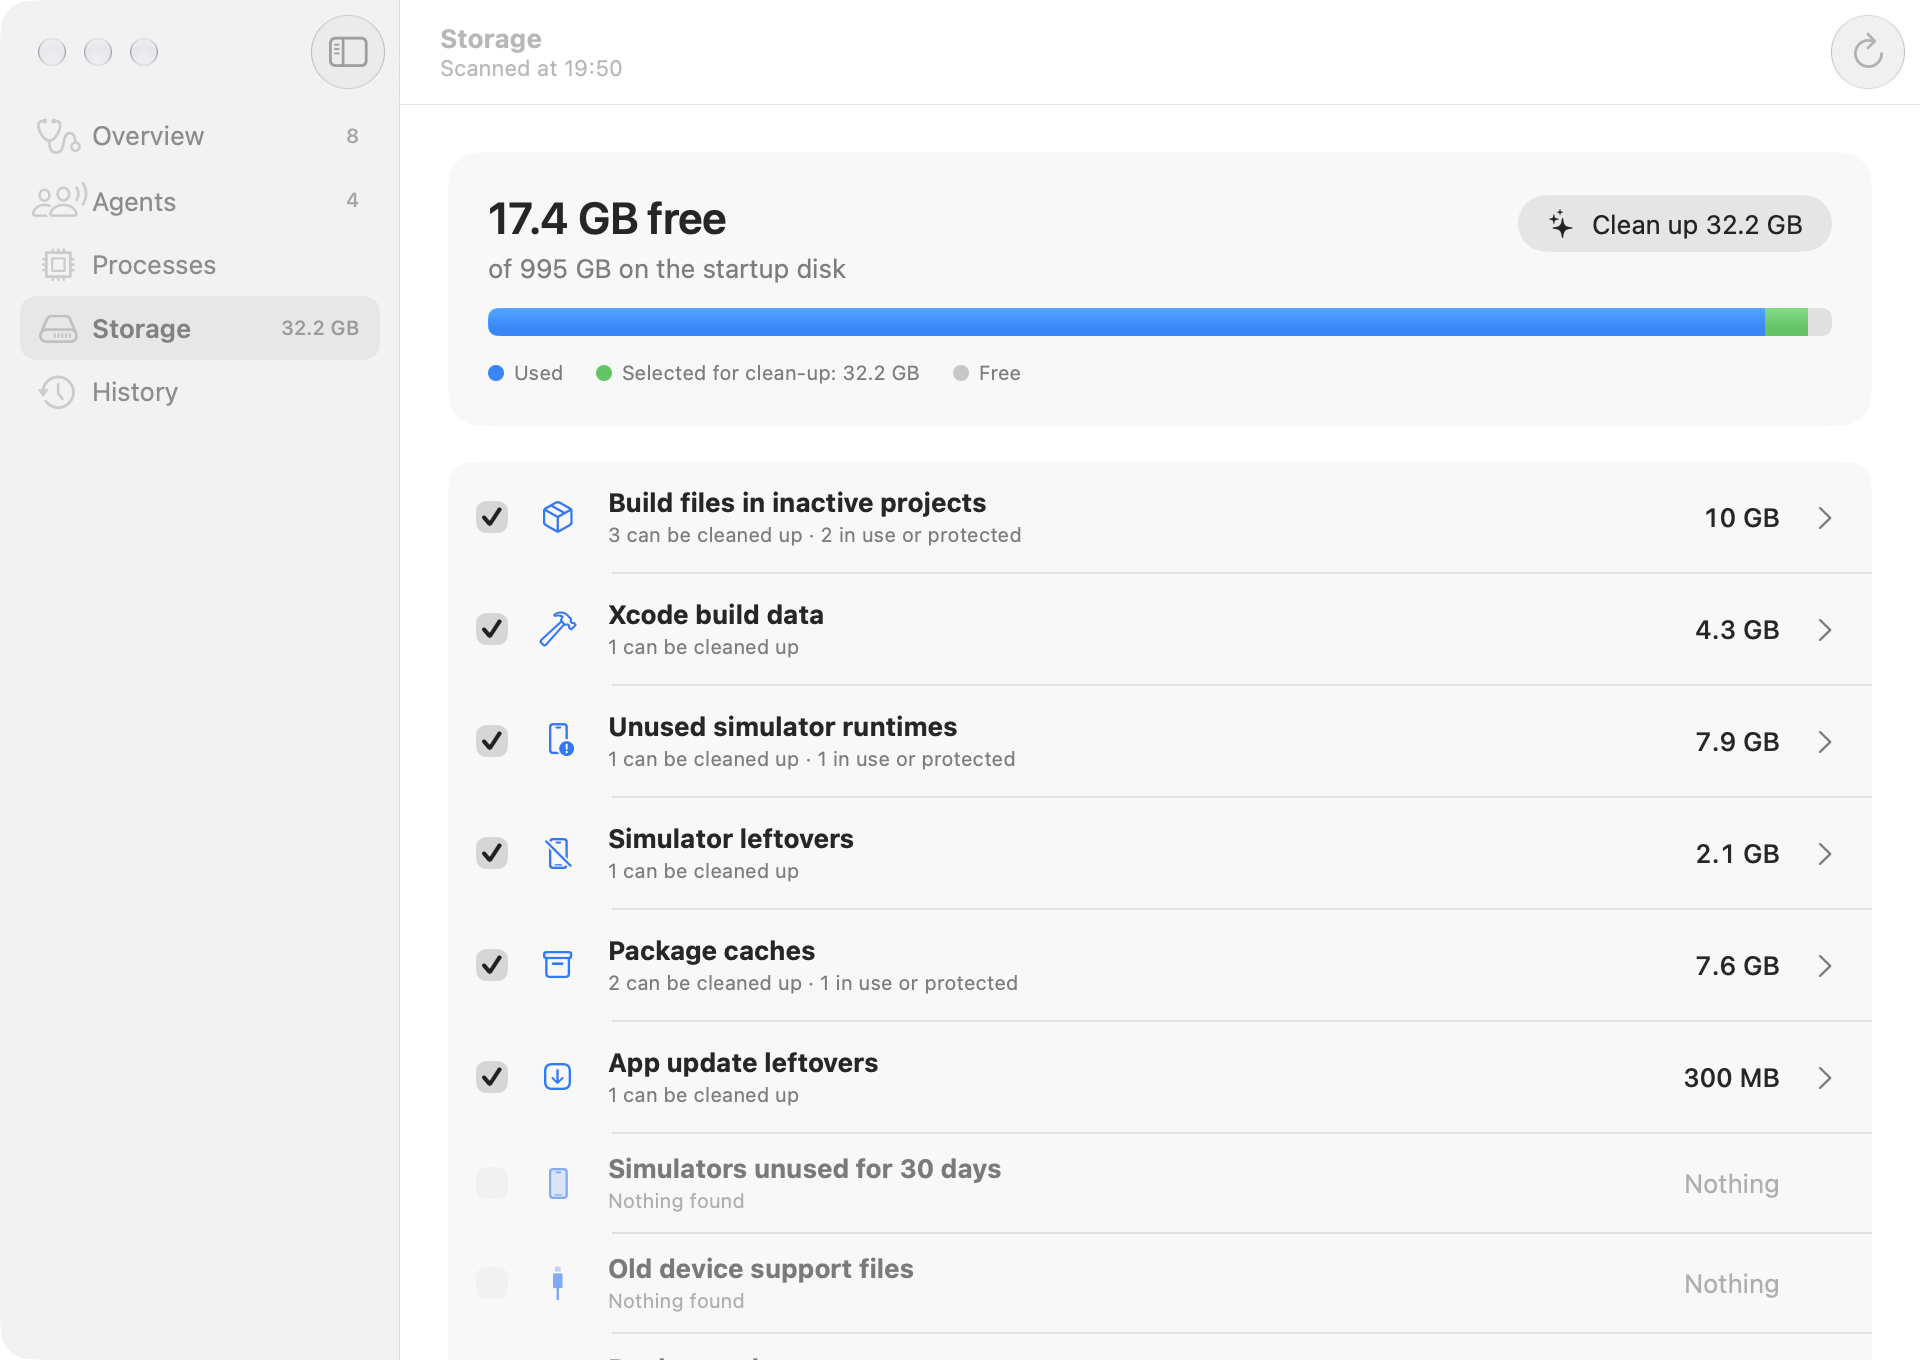 Storage
Scanned at 19:50
Overview 8
Agents 4
Processes
Storage 32.2 GB
History
17.4 GB free
of 995 GB on the startup disk
Clean up 32.2 GB
Used
Selected for clean-up: 32.2 GB
Free
Build files in inactive projects
3 can be cleaned up · 2 in use or protected
10 GB
Xcode build data
1 can be cleaned up
4.3 GB
Unused simulator runtimes
1 can be cleaned up · 1 in use or protected
7.9 GB
Simulator leftovers
1 can be cleaned up
2.1 GB
Package caches
2 can be cleaned up · 1 in use or protected
7.6 GB
App update leftovers
1 can be cleaned up
300 MB
Simulators unused for 30 days
Nothing found
Nothing
Old device support files
Nothing found
Nothing